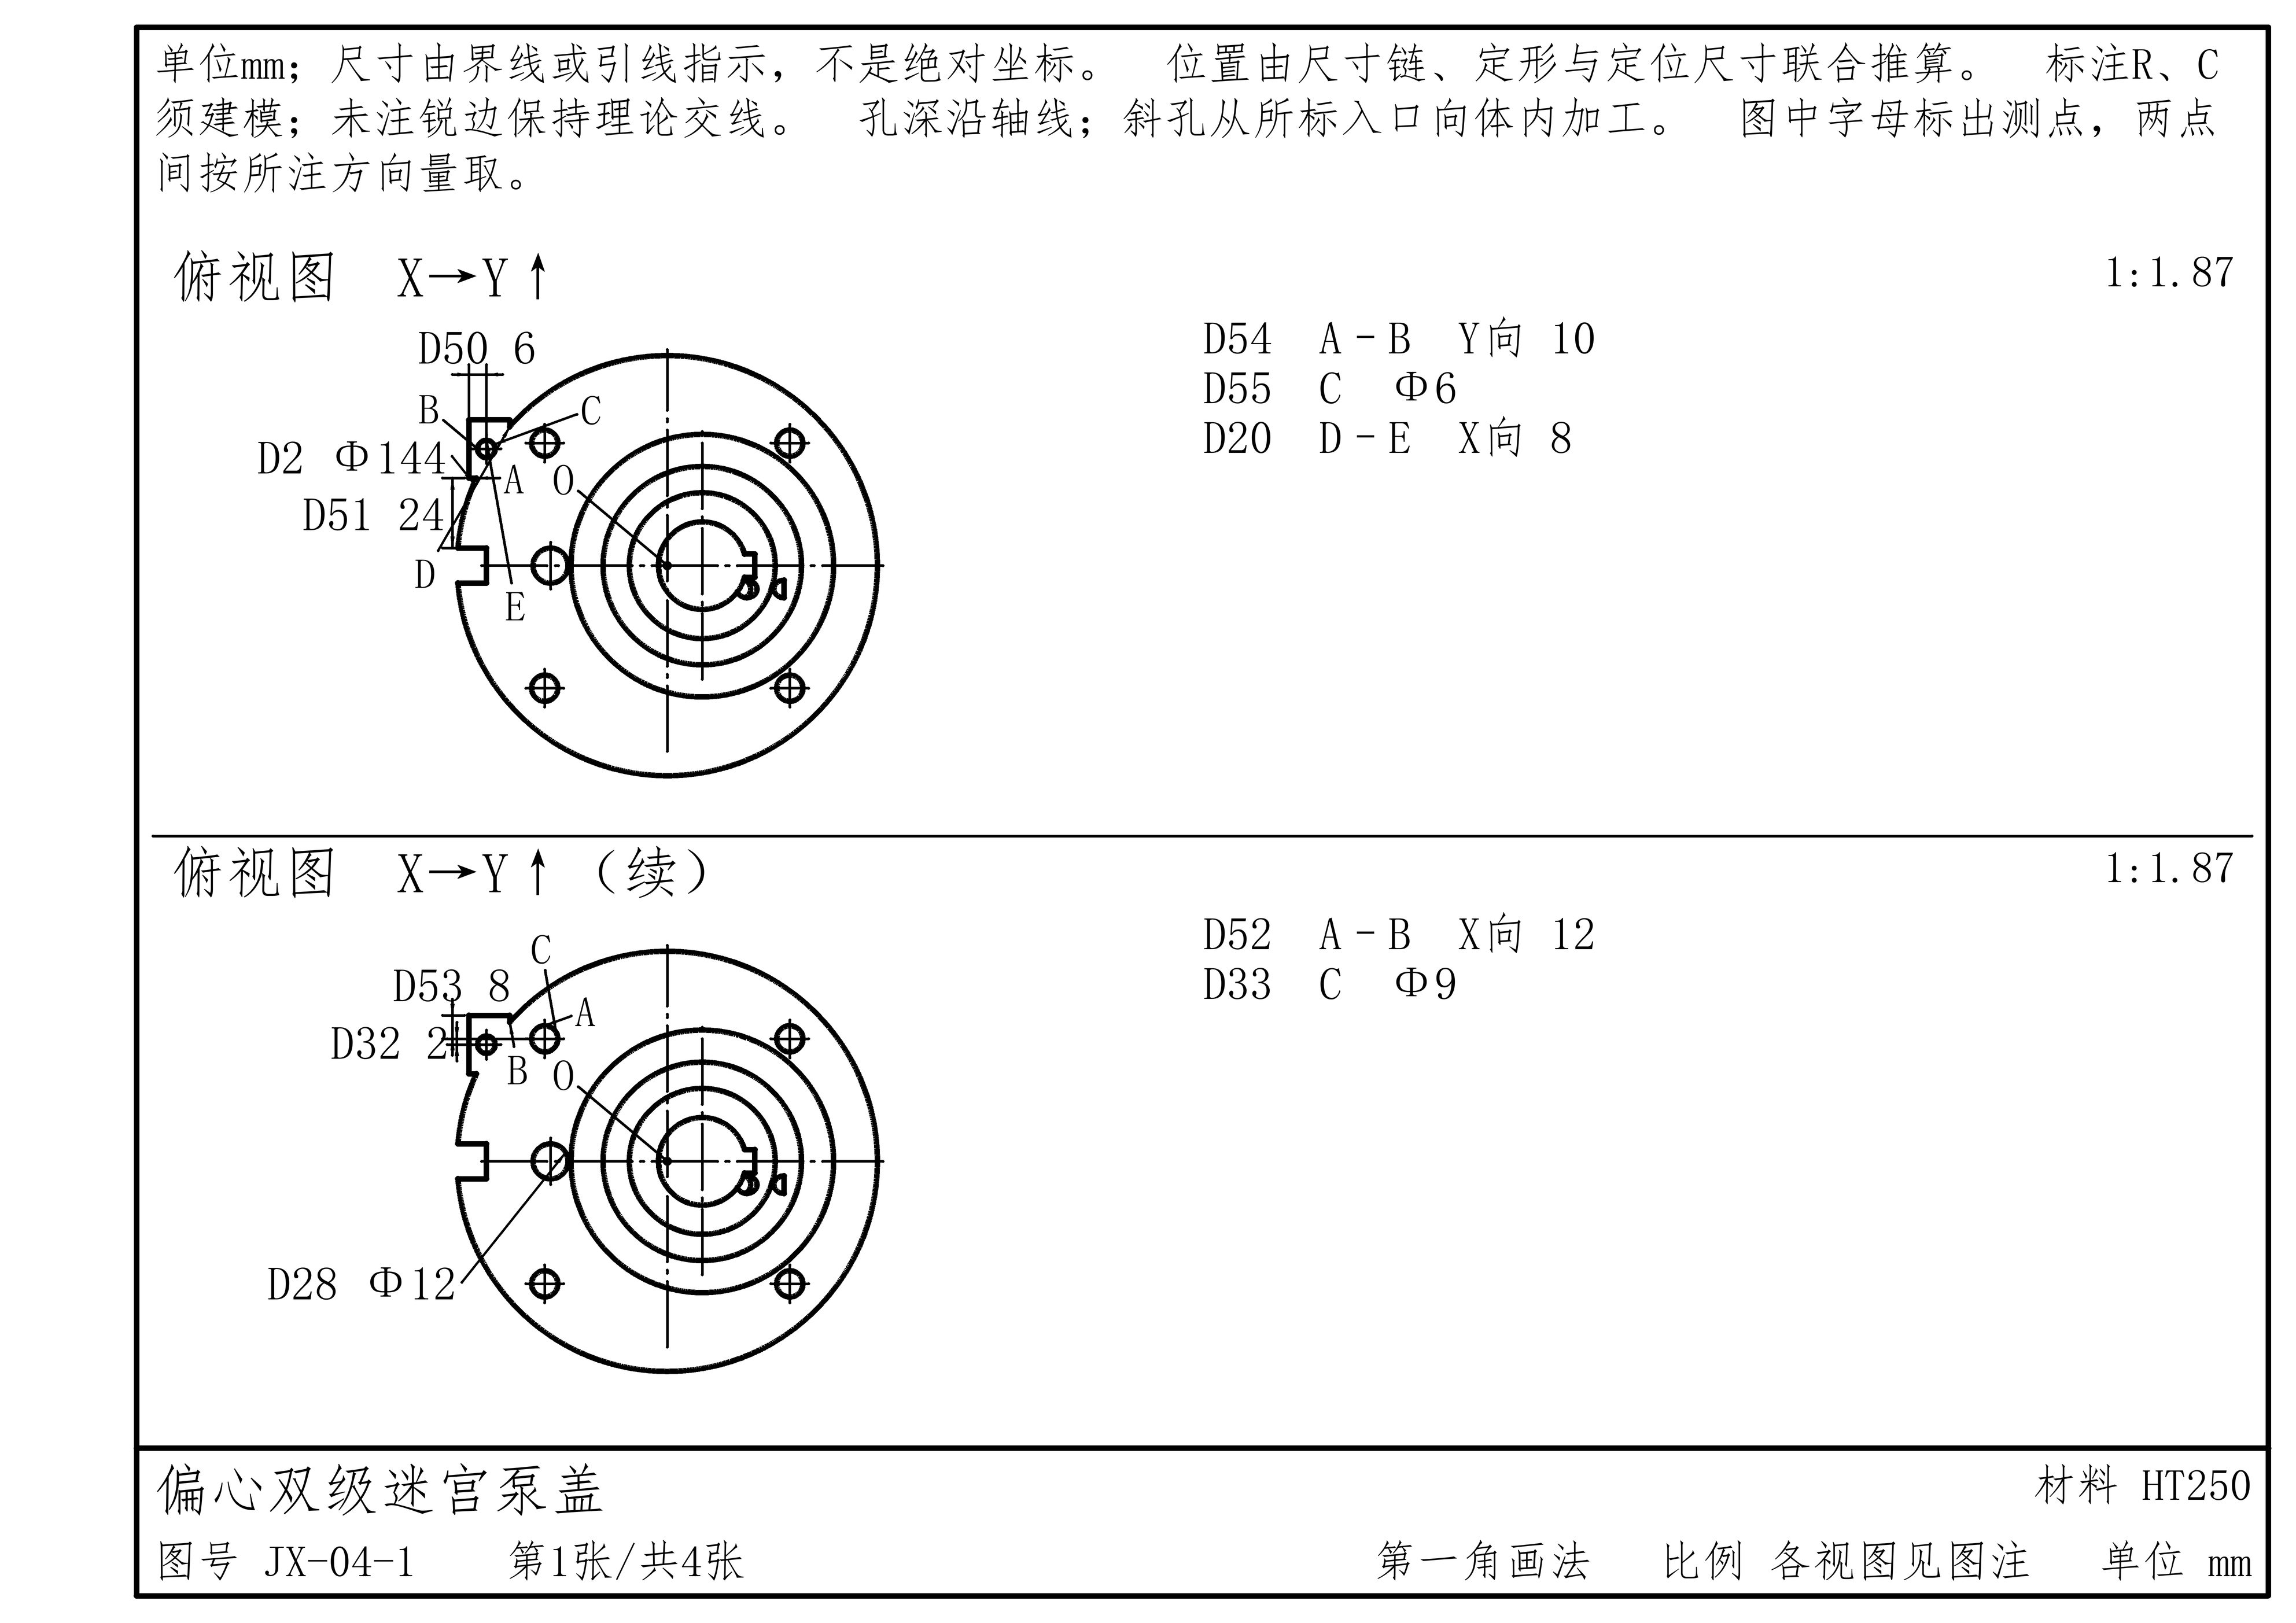 单位mm；尺寸由界线或引线指示，不是绝对坐标。 位置由尺寸链、定形与定位尺寸联合推算。 标注R、C
须建模；未注锐边保持理论交线。 孔深沿轴线；斜孔从所标入口向体内加工。 图中字母标出测点，两点
间按所注方向量取。
俯视图 X→Y↑
1:1.87
D50 6
B
C
D2 Φ144
A
O
D51 24
D
E
D54 A-B Y向 10
D55 C Φ6
D20 D-E X向 8
俯视图 X→Y↑（续）
1:1.87
C
D53 8
A
D32 2
B
O
D28 Φ12
D52 A-B X向 12
D33 C Φ9
偏心双级迷宫泵盖
材料 HT250
图号 JX-04-1 第1张/共4张
第一角画法 比例 各视图见图注 单位 mm